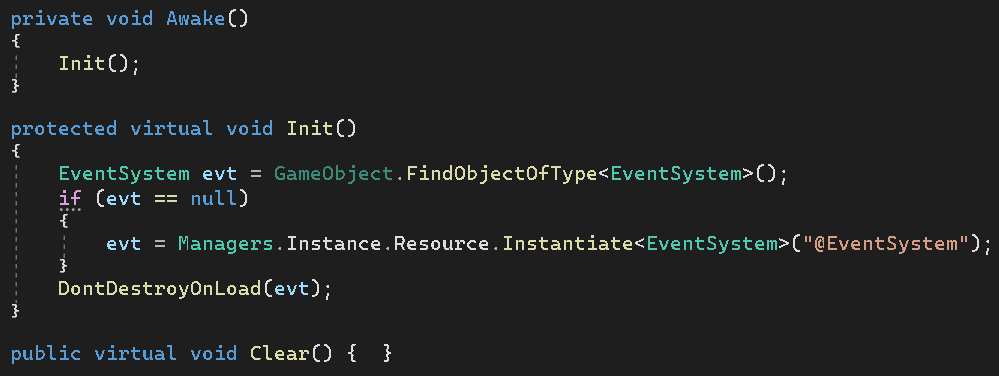 private void Awake()
{
    Init();
}
protected virtual void Init()
{
    EventSystem evt = GameObject.FindObjectOfType<EventSystem>();
    if (evt == null)
    {
        evt = Managers.Instance.Resource.Instantiate<EventSystem>("@EventSystem");
    }
    DontDestroyOnLoad(evt);
}
public virtual void Clear() {  }